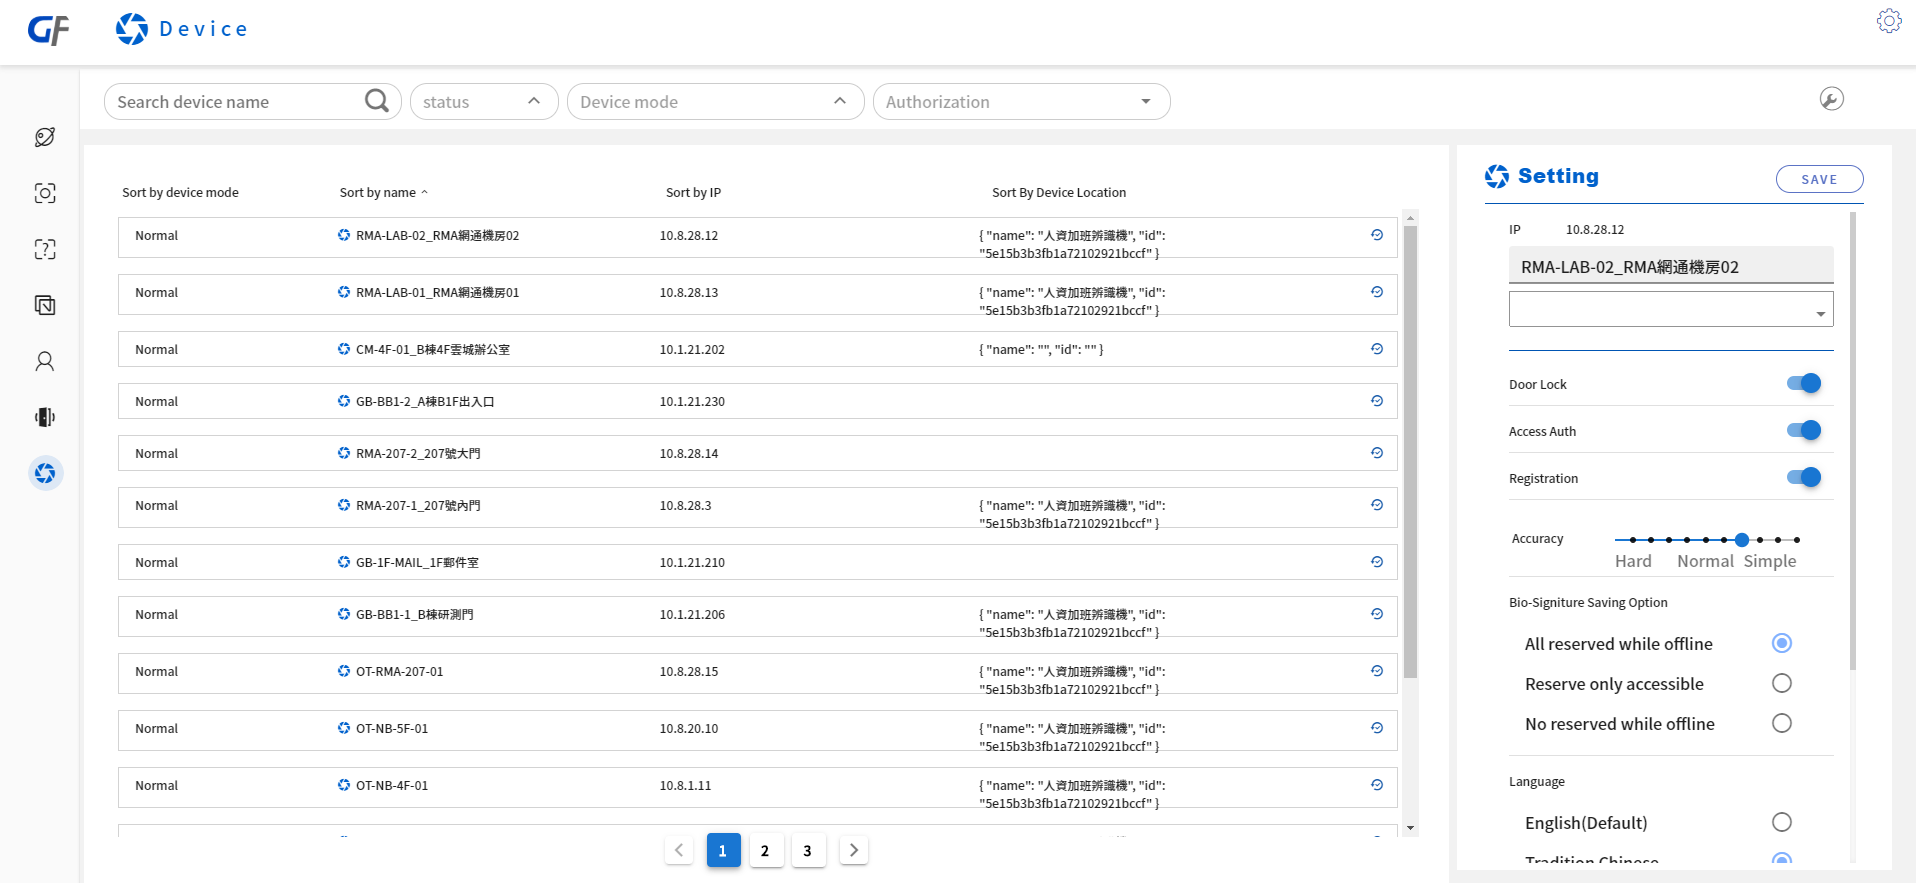 GF
Device
Search device name
status
Device mode
Authorization
Sort by device mode
Sort by name
Sort by IP
Sort By Device Location
Normal
RMA-LAB-02_RMA網通機房02
10.8.28.12
{ "name": "人資加班辨識機", "id":
"5e15b3b3fb1a72102921bccf" }
Normal
RMA-LAB-01_RMA網通機房01
10.8.28.13
{ "name": "人資加班辨識機", "id":
"5e15b3b3fb1a72102921bccf" }
Normal
CM-4F-01_B棟4F雲城辦公室
10.1.21.202
{ "name": "", "id": "" }
Normal
GB-BB1-2_A棟B1F出入口
10.1.21.230
Normal
RMA-207-2_207號大門
10.8.28.14
Normal
RMA-207-1_207號內門
10.8.28.3
{ "name": "人資加班辨識機", "id":
"5e15b3b3fb1a72102921bccf" }
Normal
GB-1F-MAIL_1F郵件室
10.1.21.210
Normal
GB-BB1-1_B棟研測門
10.1.21.206
{ "name": "人資加班辨識機", "id":
"5e15b3b3fb1a72102921bccf" }
Normal
OT-RMA-207-01
10.8.28.15
{ "name": "人資加班辨識機", "id":
"5e15b3b3fb1a72102921bccf" }
Normal
OT-NB-5F-01
10.8.20.10
{ "name": "人資加班辨識機", "id":
"5e15b3b3fb1a72102921bccf" }
Normal
OT-NB-4F-01
10.8.1.11
{ "name": "人資加班辨識機", "id":
"5e15b3b3fb1a72102921bccf" }
1
2
3
Setting
SAVE
IP
10.8.28.12
RMA-LAB-02_RMA網通機房02
Door Lock
Access Auth
Registration
Accuracy
Hard
Normal
Simple
Bio-Signiture Saving Option
All reserved while offline
Reserve only accessible
No reserved while offline
Language
English(Default)
Tradition Chinese